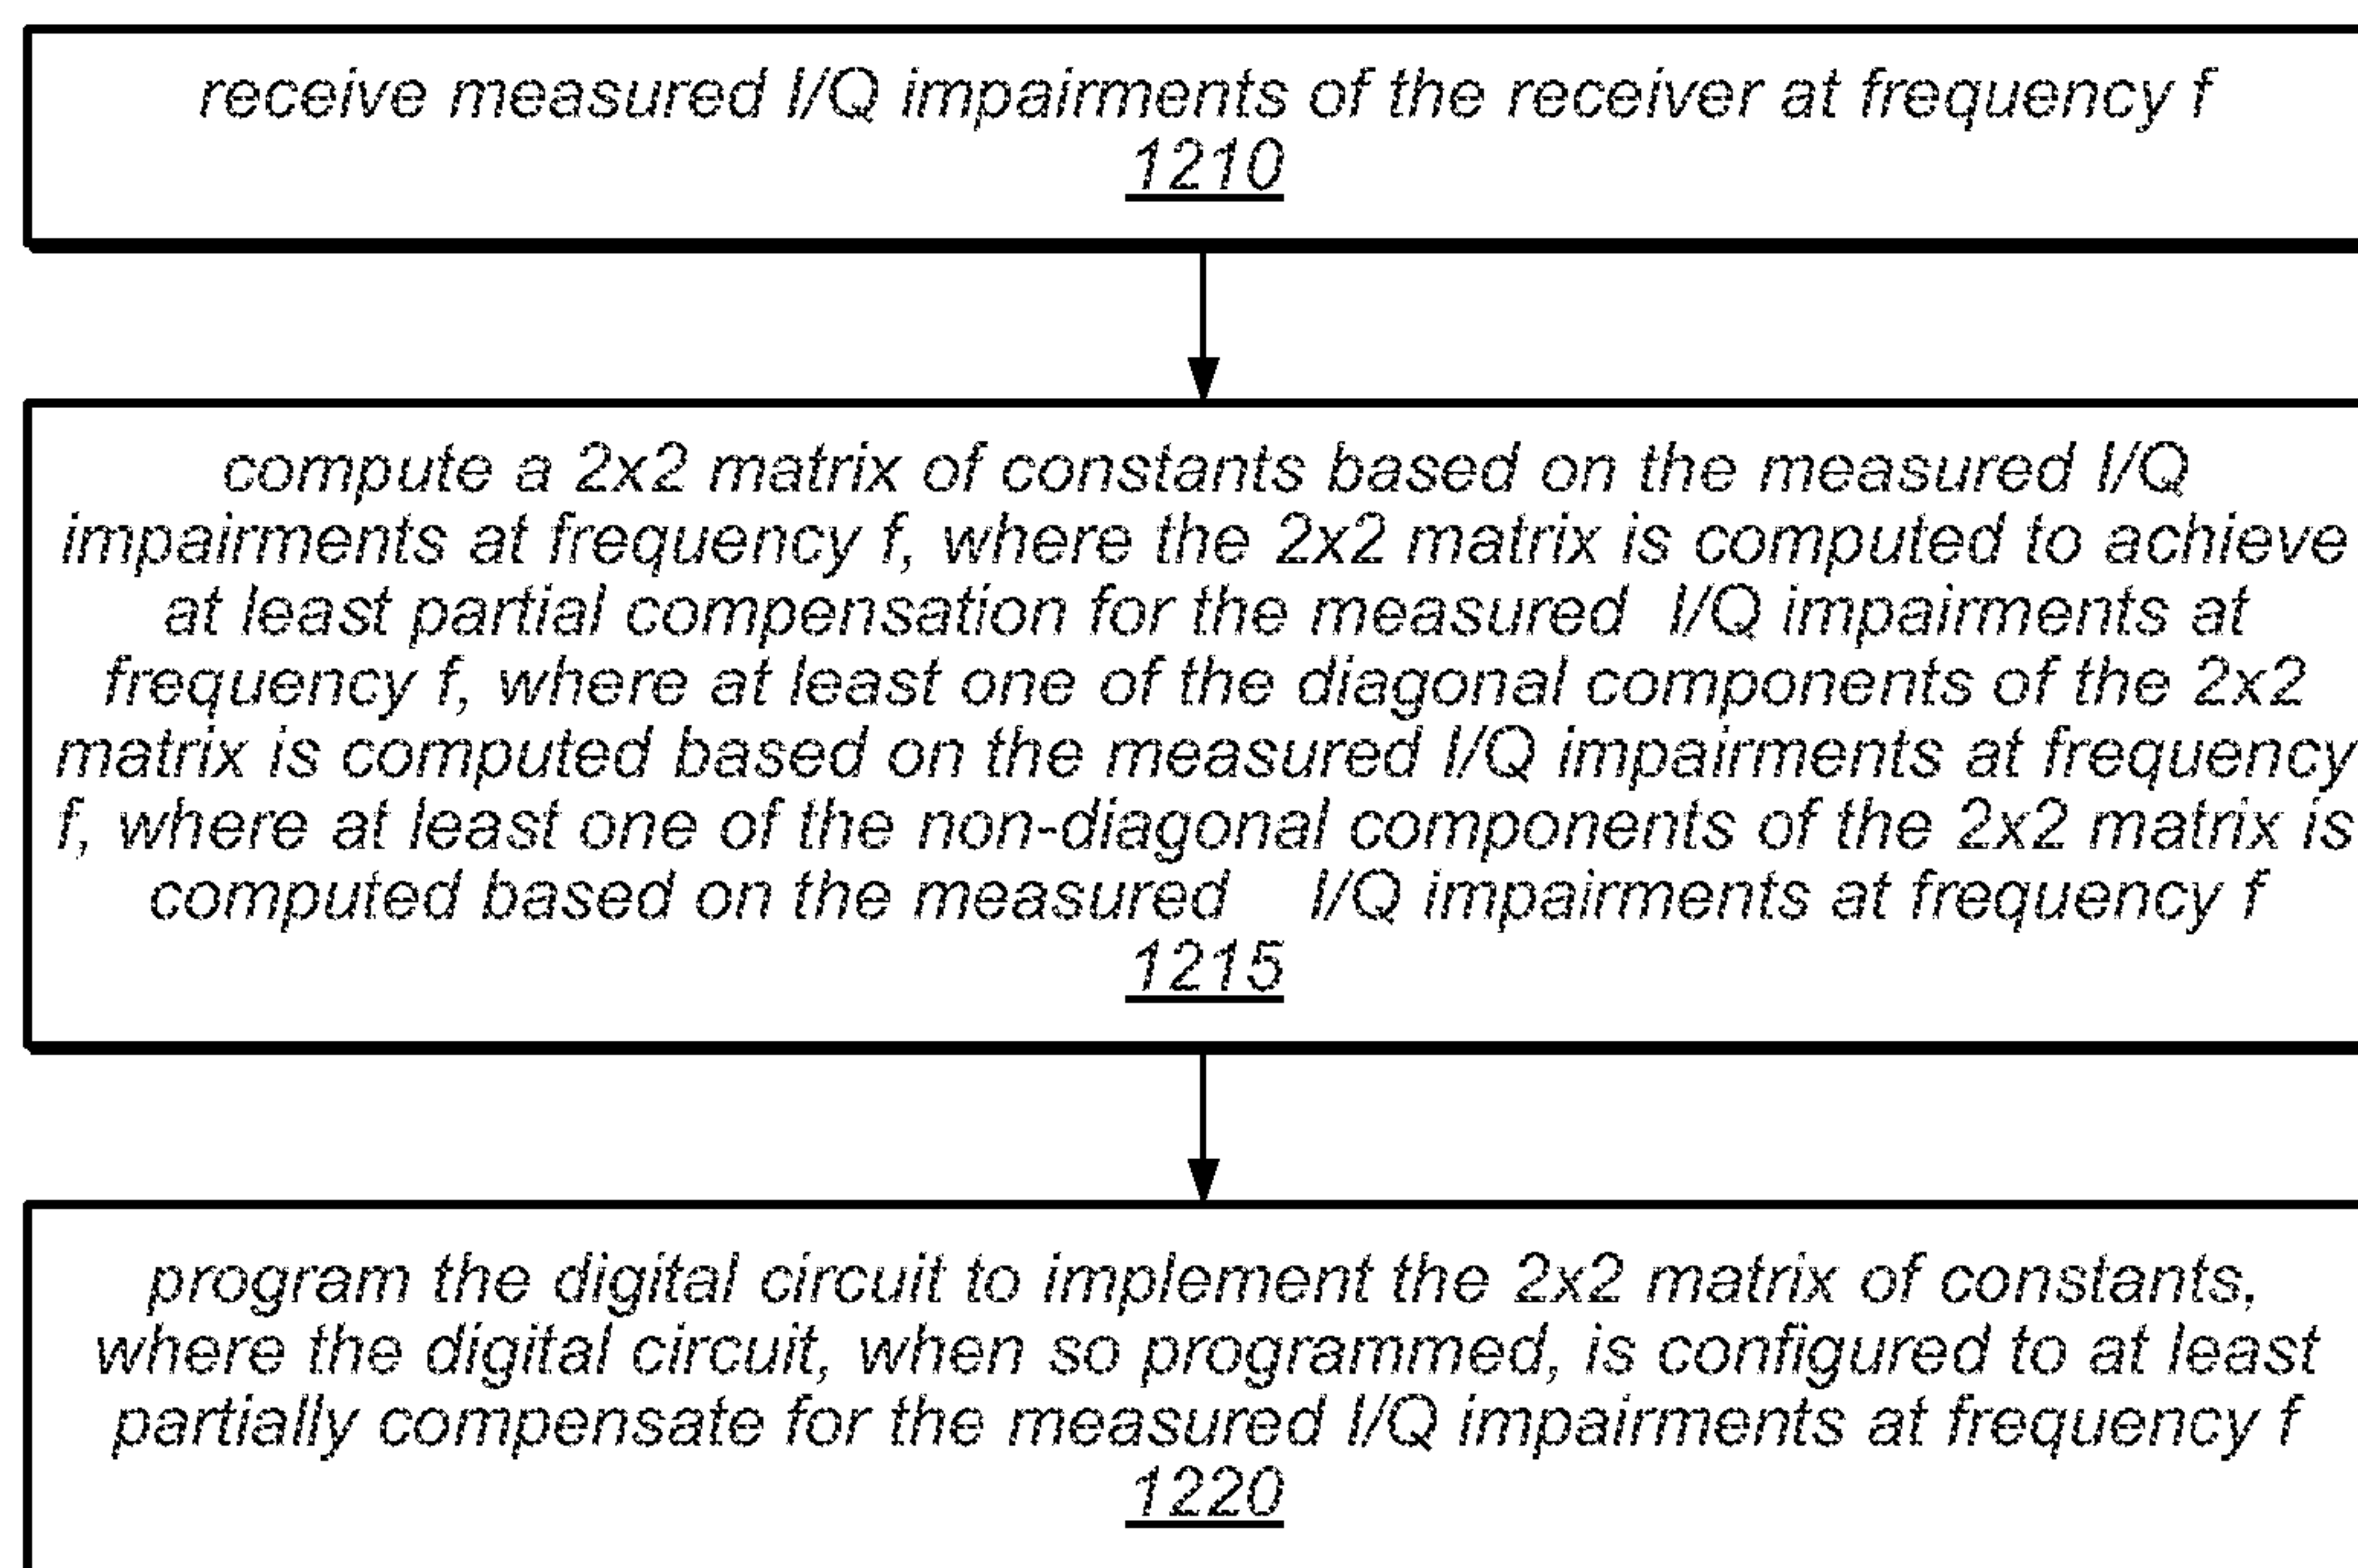 receive measured I/Q impairments of the receiver at frequency f
1210
compute a 2x2 matrix of constants based on the measured I/Q
impairments at frequency f, where the 2x2 matrix is computed to achieve
at least partial compensation for the measured I/Q impairments at
frequency f, where at least one of the diagonal components of the 2x2
matrix is computed based on the measured I/Q impairments at frequency
f, where at least one of the non-diagonal components of the 2x2 matrix is
computed based on the measured I/Q impairments at frequency f
1215
program the digital circuit to implement the 2x2 matrix of constants,
where the digital circuit, when so programmed, is configured to at least
partially compensate for the measured I/Q impairments at frequency f
1220